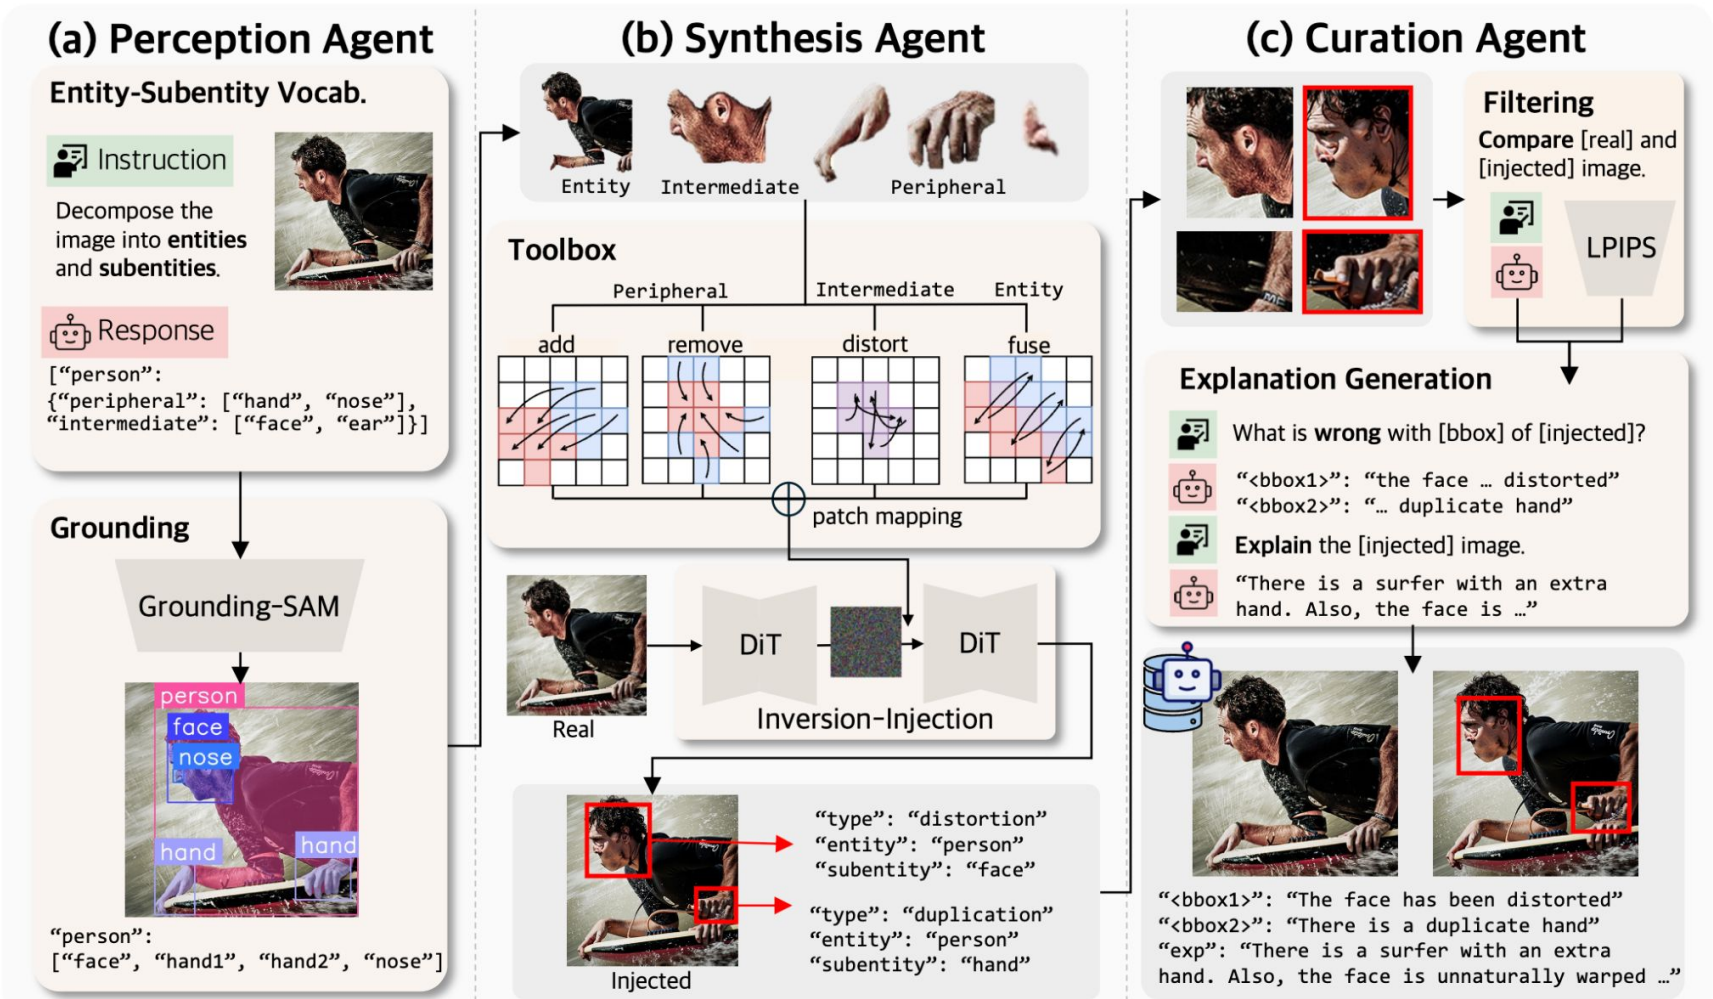 (a) Perception Agent
Entity-Subentity Vocab.
Instruction
Decompose the
image into entities
and subentities.
Response
[“person”:
{“peripheral”: [“hand”, “nose”],
“intermediate”: [“face”, “ear”]}]
Grounding
Grounding-SAM
person
face
nose
hand
hand
“person”:
[“face”, “hand1”, “hand2”, “nose”]
(b) Synthesis Agent
Entity
Intermediate
Peripheral
Toolbox
Peripheral
Intermediate
Entity
add
remove
distort
fuse
patch mapping
DiT
DiT
Inversion-Injection
Real
Injected
“type”: “distortion”
“entity”: “person”
“subentity”: “face”
“type”: “duplication”
“entity”: “person”
“subentity”: “hand”
(c) Curation Agent
Filtering
Compare [real] and
[injected] image.
LPIPS
Explanation Generation
What is wrong with [bbox] of [injected]?
“<bbox1>”: “the face … distorted”
“<bbox2>”: “… duplicate hand”
Explain the [injected] image.
“There is a surfer with an extra
hand. Also, the face is …”
“<bbox1>”: “The face has been distorted”
“<bbox2>”: “There is a duplicate hand”
“exp”: “There is a surfer with an extra
hand. Also, the face is unnaturally warped …”